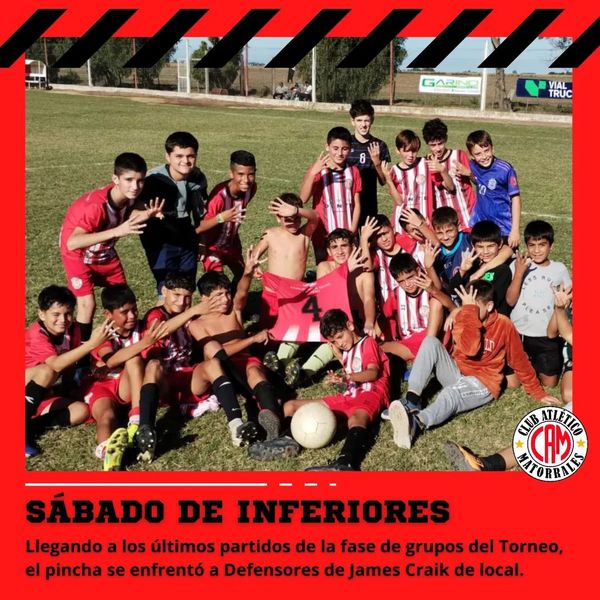 GARINO
VIAL
TRUC
4
8
CLUB ATLÉTICO
CAM
MATORRALES
SÁBADO DE INFERIORES
Llegando a los últimos partidos de la fase de grupos del Torneo,
el pincha se enfrentó a Defensores de James Craik de local.